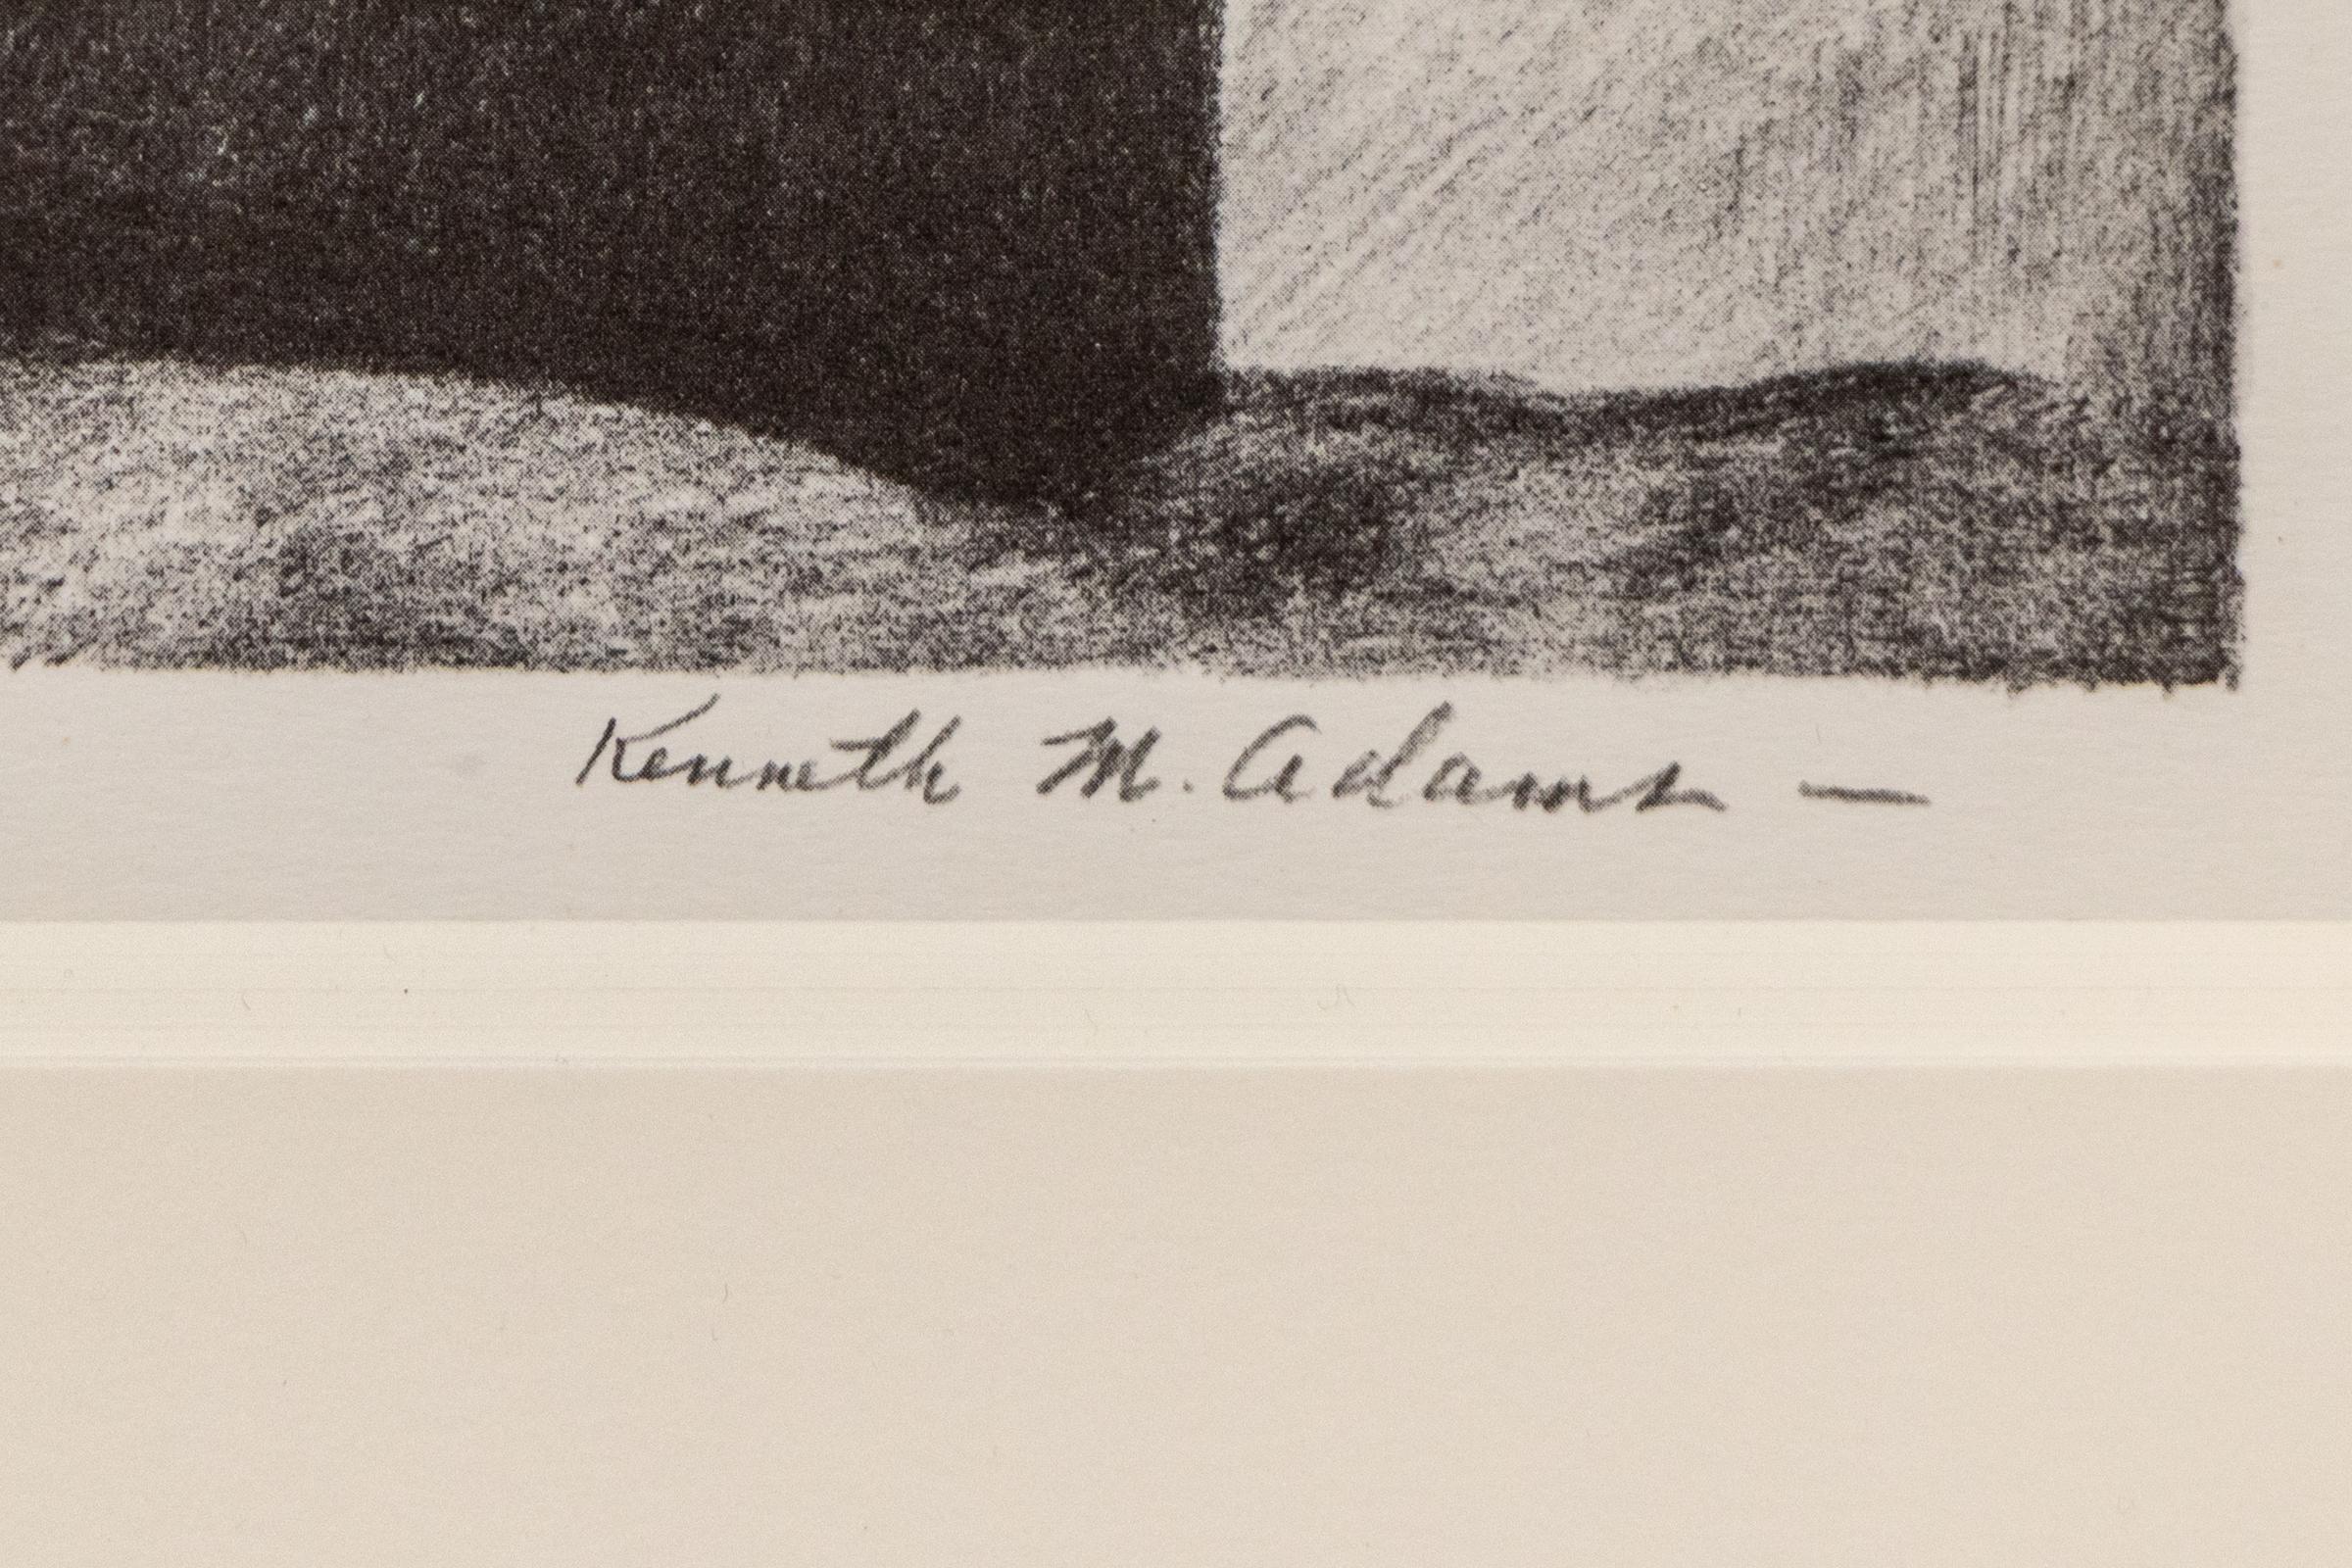 Kenneth M. Adams —